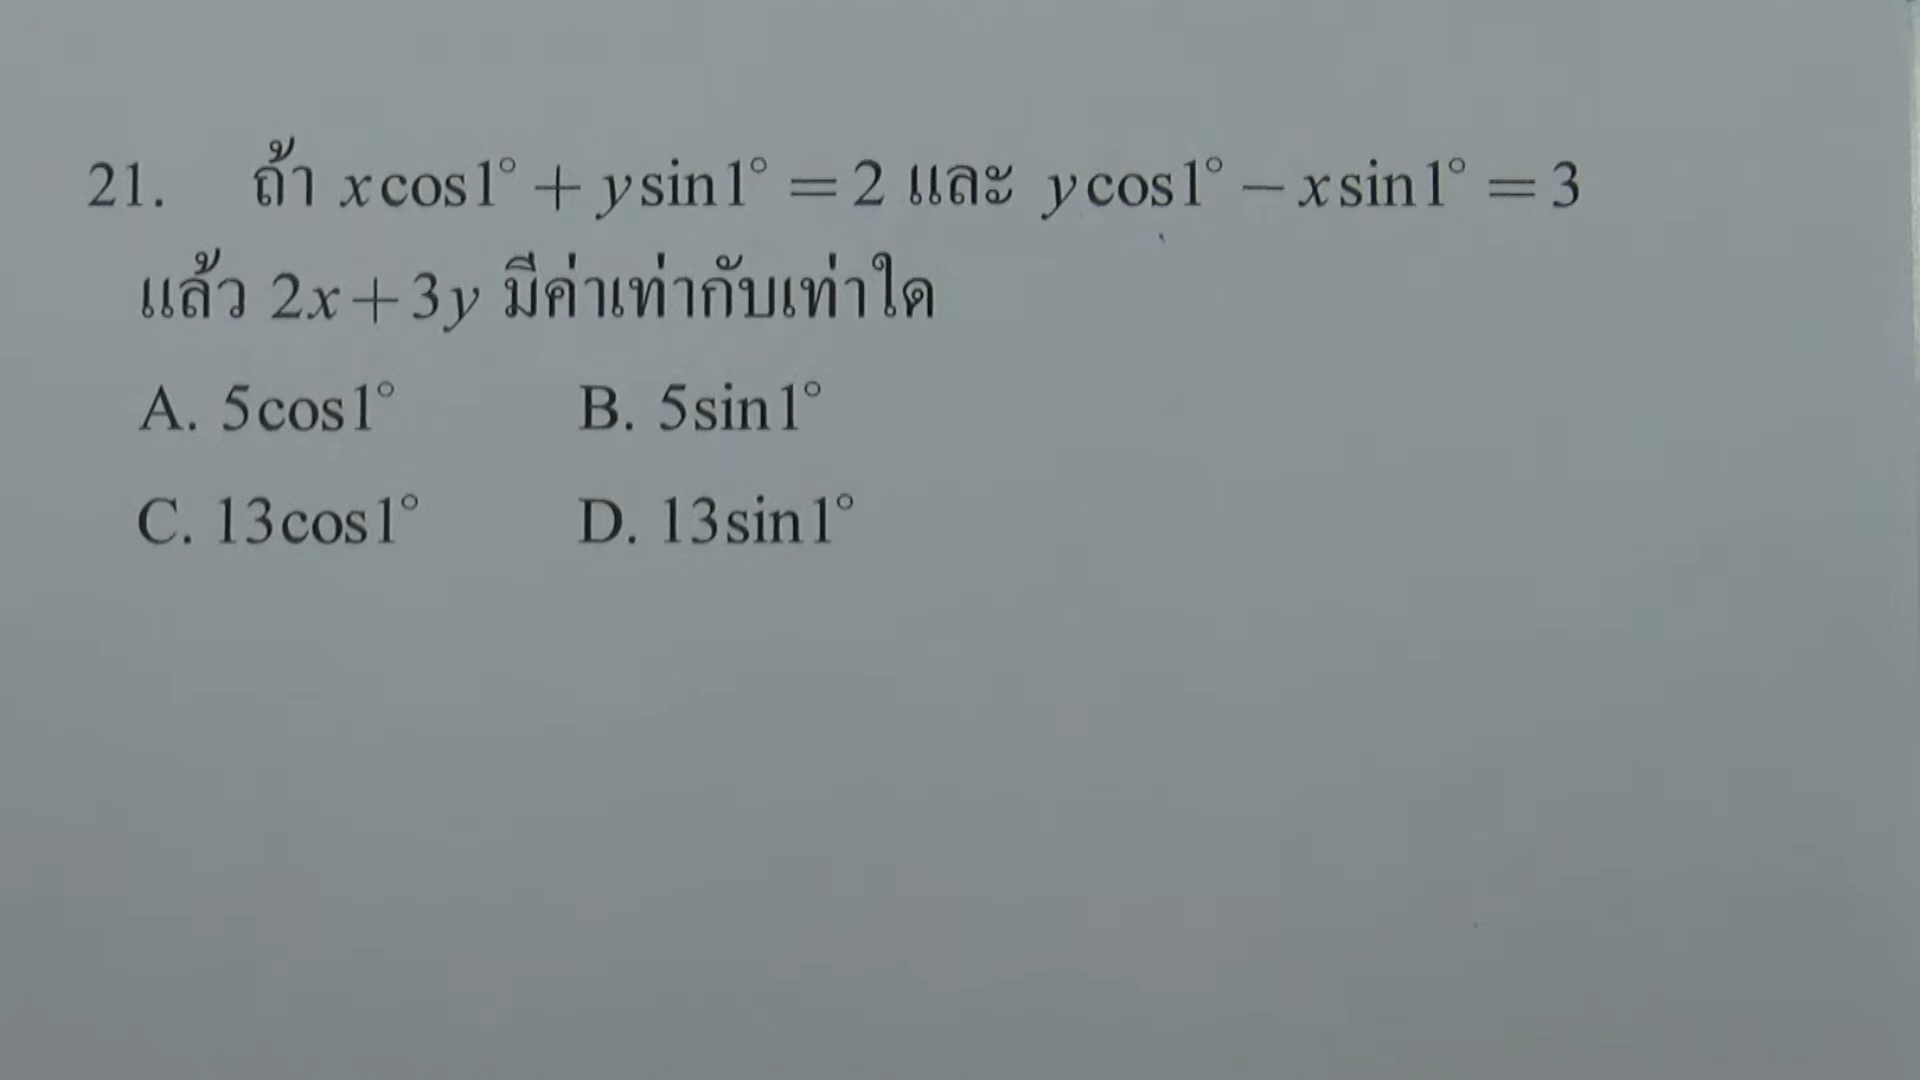 21. ถ้า x cos1° + y sin1° = 2 และ y cos1° − x sin1° = 3
แล้ว 2x + 3y มีค่าเท่ากับเท่าใด
A. 5cos1° B. 5sin1°
C. 13cos1° D. 13sin1°